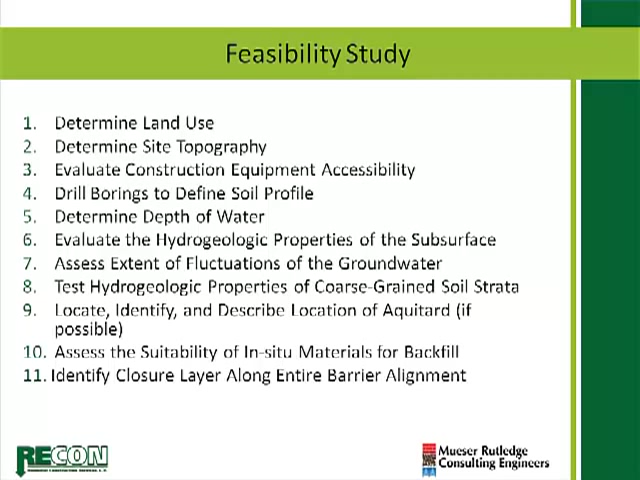 Feasibility Study
1. Determine Land Use
2. Determine Site Topography
3. Evaluate Construction Equipment Accessibility
4. Drill Borings to Define Soil Profile
5. Determine Depth of Water
6. Evaluate the Hydrogeologic Properties of the Subsurface
7. Assess Extent of Fluctuations of the Groundwater
8. Test Hydrogeologic Properties of Coarse-Grained Soil Strata
9. Locate, Identify, and Describe Location of Aquitard (if
possible)
10. Assess the Suitability of In-situ Materials for Backfill
11. Identify Closure Layer Along Entire Barrier Alignment
RECON
Mueser Rutledge
Consulting Engineers